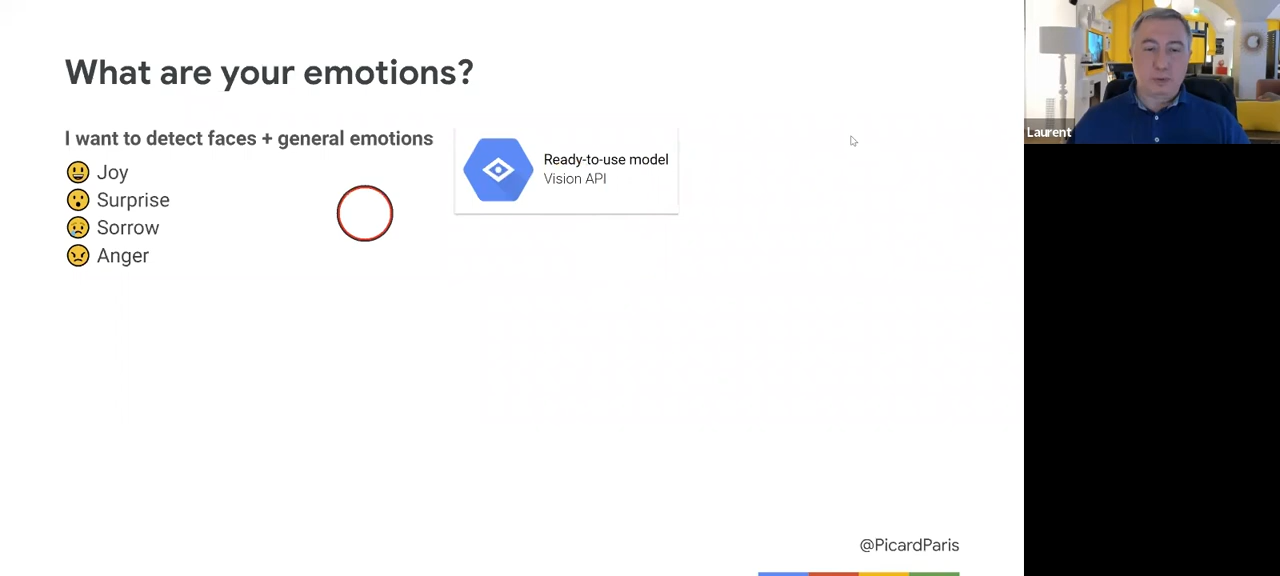 What are your emotions?
I want to detect faces + general emotions
Joy
Surprise
Sorrow
Anger
Ready-to-use model
Vision API
Laurent
@PicardParis